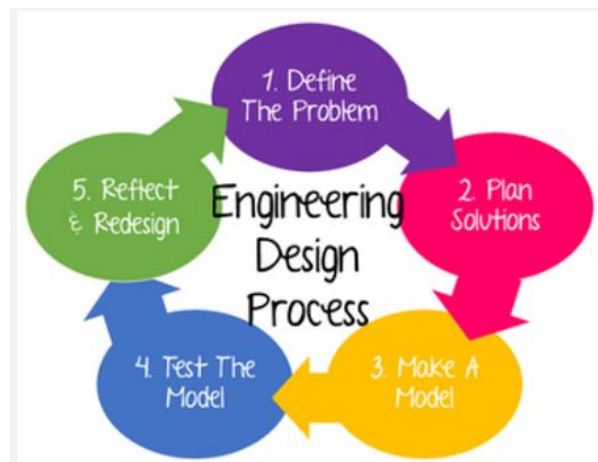 1. Define
The Problem
2. Plan
Solutions
3. Make A
Model
4. Test The
Model
5. Reflect
& Redesign
Engineering
Design
Process